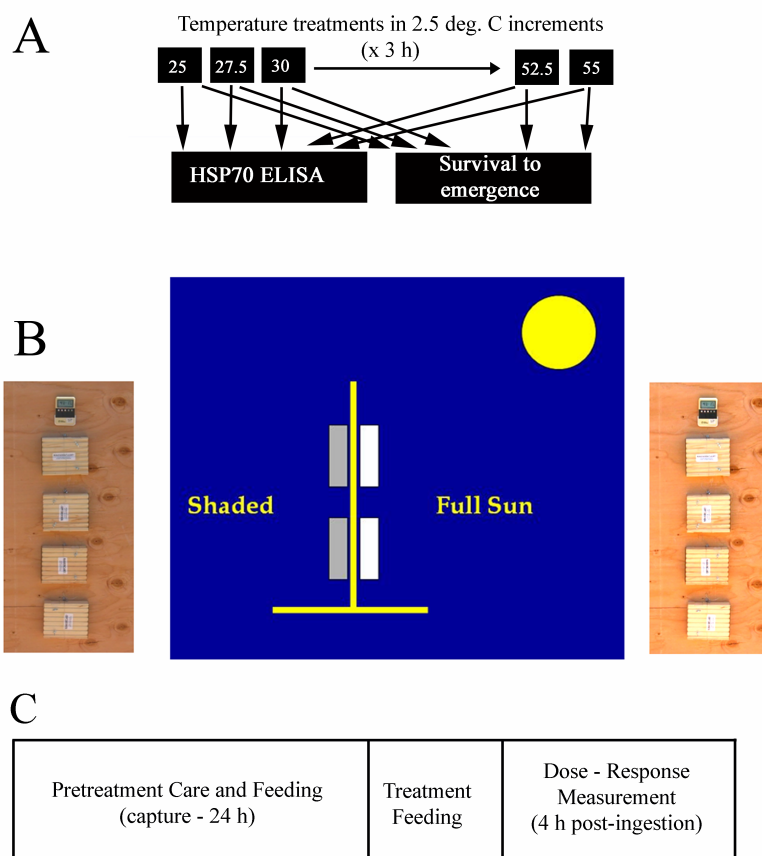 A
Temperature treatments in 2.5 deg. C increments
(x 3 h)
25
27.5
30
52.5
55
HSP70 ELISA
Survival to
emergence
B
Shaded
Full Sun
C
Pretreatment Care and Feeding
(capture - 24 h)
Treatment
Feeding
Dose - Response
Measurement
(4 h post-ingestion)